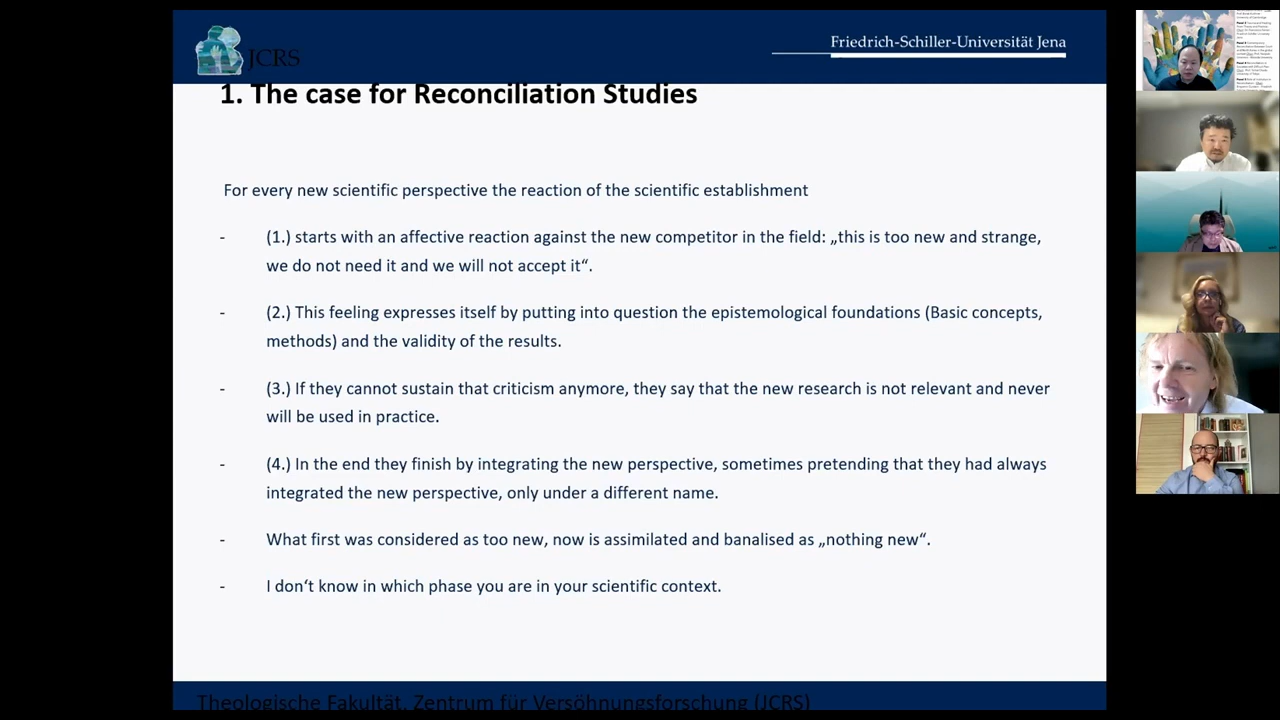 JCRS
Friedrich-Schiller-Universität Jena
1. The case for Reconciliation Studies
For every new scientific perspective the reaction of the scientific establishment
- (1.) starts with an affective reaction against the new competitor in the field: „this is too new and strange,
we do not need it and we will not accept it“.
- (2.) This feeling expresses itself by putting into question the epistemological foundations (Basic concepts,
methods) and the validity of the results.
- (3.) If they cannot sustain that criticism anymore, they say that the new research is not relevant and never
will be used in practice.
- (4.) In the end they finish by integrating the new perspective, sometimes pretending that they had always
integrated the new perspective, only under a different name.
- What first was considered as too new, now is assimilated and banalised as „nothing new“.
- I don‘t know in which phase you are in your scientific context.
Theologische Fakultät, Zentrum für Versöhnungsforschung (JCRS)